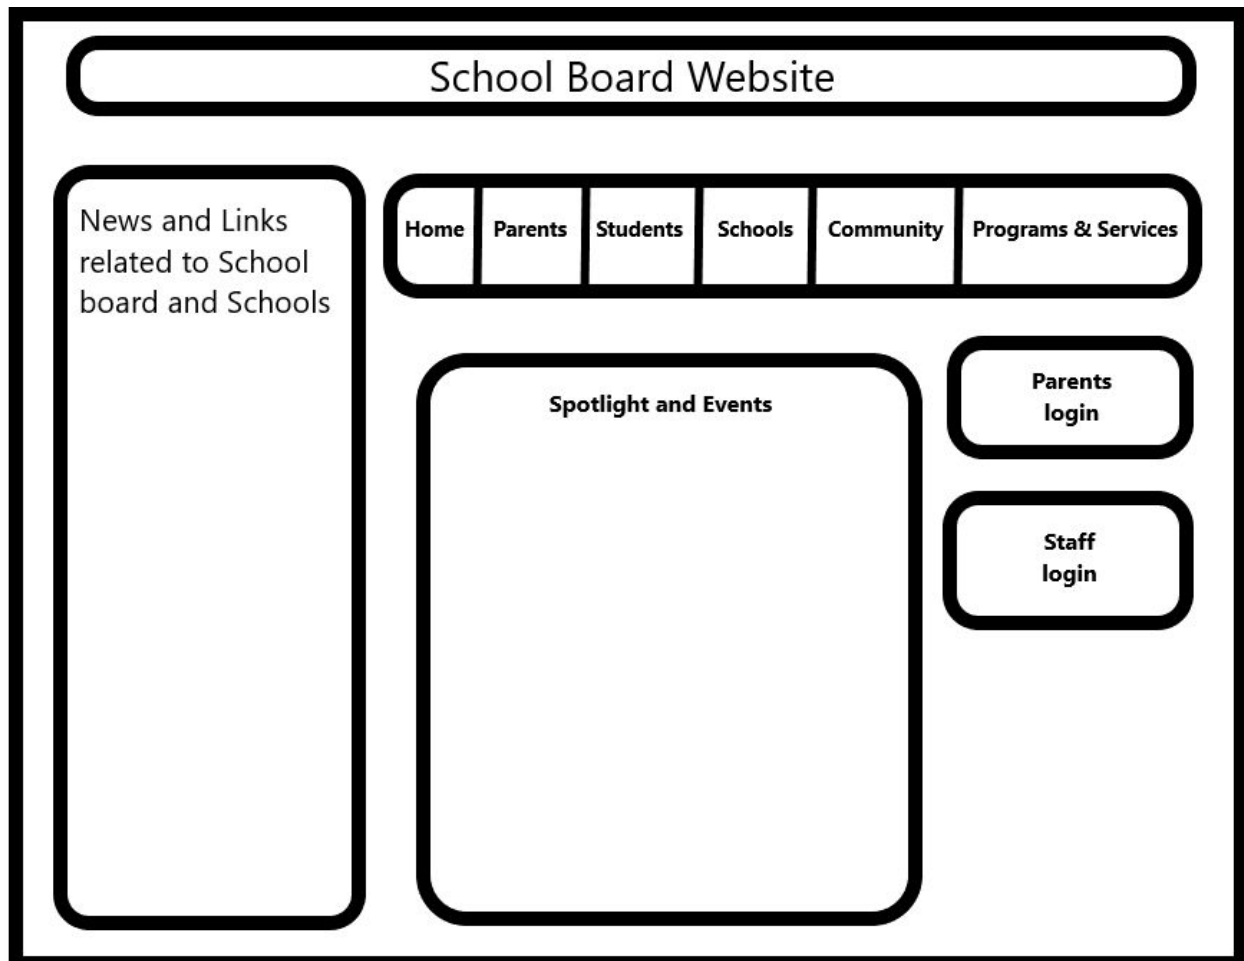 School Board Website
News and Links
related to School
board and Schools
Home Parents Students Schools Community Programs & Services
Spotlight and Events
Parents
login
Staff
login